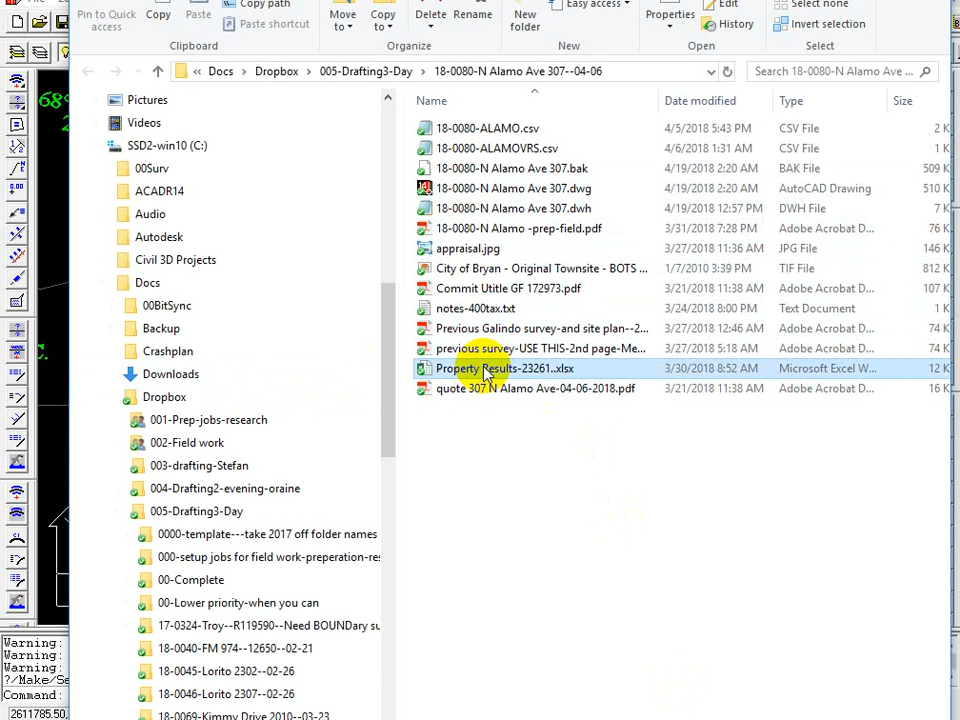 Copy path
Edit
Easy access
Select none
Pin to Quick access
Copy
Paste
Paste shortcut
Move to
Copy to
Delete
Rename
New folder
Properties
History
Invert selection
Clipboard
Organize
New
Open
Select
« Docs › Dropbox › 005-Drafting3-Day › 18-0080-N Alamo Ave 307--04-06
Search 18-0080-N Alamo Ave ...
Pictures
Videos
SSD2-win10 (C:)
00Surv
ACADR14
Audio
Autodesk
Civil 3D Projects
Docs
00BitSync
Backup
Crashplan
Downloads
Dropbox
001-Prep-jobs-research
002-Field work
003-drafting-Stefan
004-Drafting2-evening-oraine
005-Drafting3-Day
0000-template---take 2017 off folder names
000-setup jobs for field work-preperation-re
00-Complete
00-Lower priority-when you can
17-0324-Troy--R119590--Need BOUNDary su
18-0040-FM 974--12650--02-21
18-0045-Lorito 2302--02-26
18-0046-Lorito 2307--02-26
18-0069-Kimmy Drive 2010--03-23
Name Date modified Type Size
18-0080-ALAMO.csv 4/5/2018 5:43 PM CSV File 2 K
18-0080-ALAMOVRS.csv 4/6/2018 1:31 AM CSV File 1 K
18-0080-N Alamo Ave 307.bak 4/19/2018 2:20 AM BAK File 509 K
18-0080-N Alamo Ave 307.dwg 4/19/2018 2:20 AM AutoCAD Drawing 510 K
18-0080-N Alamo Ave 307.dwh 4/19/2018 12:57 PM DWH File 7 K
18-0080-N Alamo -prep-field.pdf 3/31/2018 7:28 PM Adobe Acrobat D... 76 K
appraisal.jpg 3/27/2018 11:36 AM JPG File 146 K
City of Bryan - Original Townsite - BOTS ... 1/7/2010 3:39 PM TIF File 812 K
Commit Utitle GF 172973.pdf 3/21/2018 11:38 AM Adobe Acrobat D... 107 K
notes-400tax.txt 3/24/2018 8:00 PM Text Document 1 K
Previous Galindo survey-and site plan--2... 3/27/2018 12:46 AM Adobe Acrobat D... 74 K
previous survey-USE THIS-2nd page-Me... 3/27/2018 5:18 AM Adobe Acrobat D... 74 K
Property Results-23261..xlsx 3/30/2018 8:52 AM Microsoft Excel W... 12 K
quote 307 N Alamo Ave-04-06-2018.pdf 3/21/2018 11:38 AM Adobe Acrobat D... 16 K
68°
2
C.
Warning:
Warning:
Warning:
?/Make/Se
Command:
2611785.50,